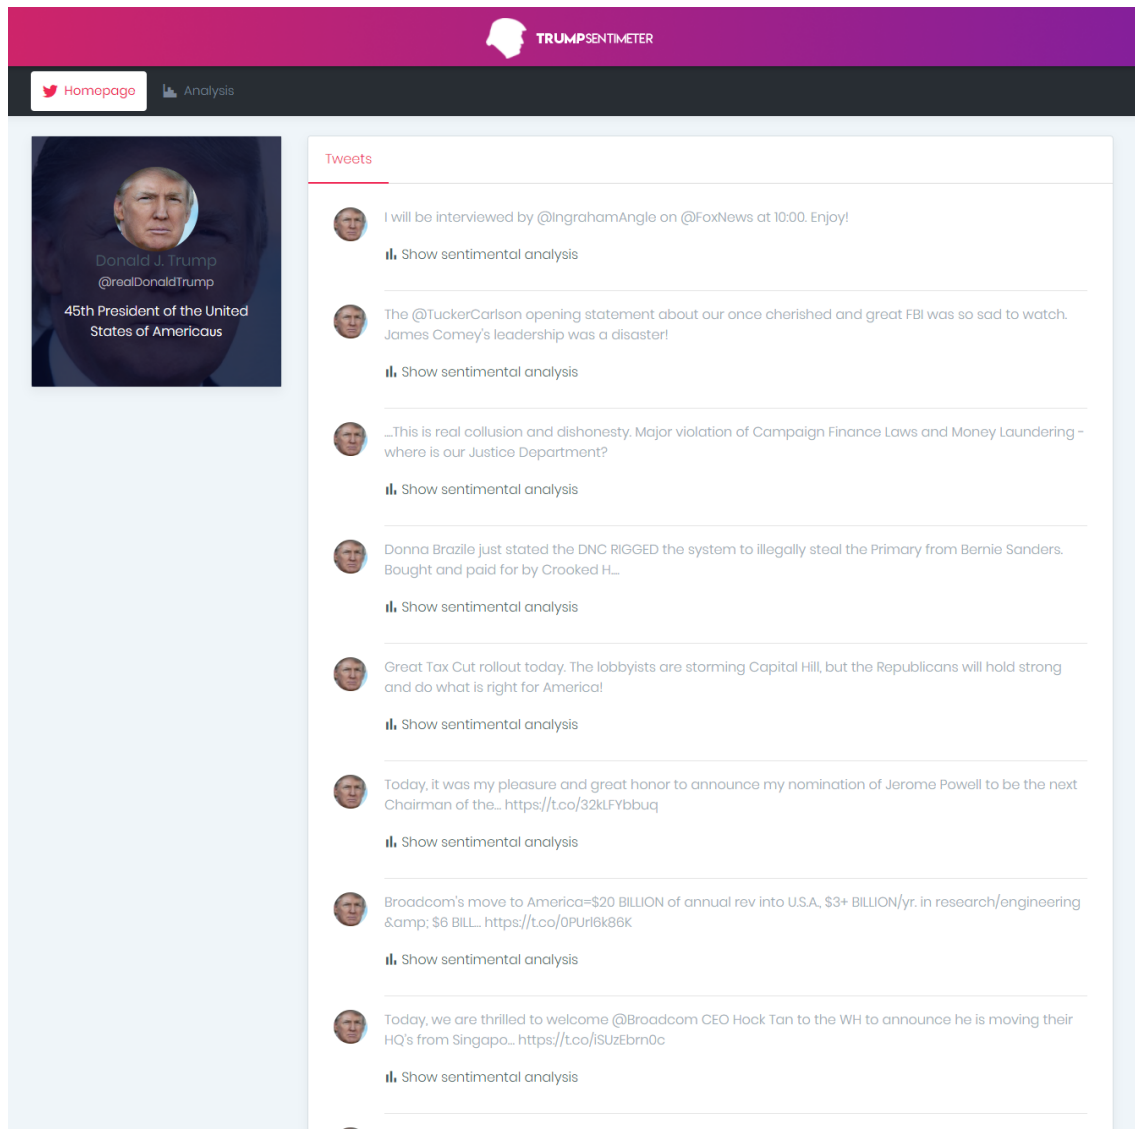 TRUMPSENTIMETER
Homepage
Analysis
Donald J. Trump
@realDonaldTrump
45th President of the United
States of Americaus
Tweets
I will be interviewed by @IngrahamAngle on @FoxNews at 10:00. Enjoy!
Show sentimental analysis
The @TuckerCarlson opening statement about our once cherished and great FBI was so sad to watch.
James Comey's leadership was a disaster!
Show sentimental analysis
....This is real collusion and dishonesty. Major violation of Campaign Finance Laws and Money Laundering -
where is our Justice Department?
Show sentimental analysis
Donna Brazile just stated the DNC RIGGED the system to illegally steal the Primary from Bernie Sanders.
Bought and paid for by Crooked H....
Show sentimental analysis
Great Tax Cut rollout today. The lobbyists are storming Capital Hill, but the Republicans will hold strong
and do what is right for America!
Show sentimental analysis
Today, it was my pleasure and great honor to announce my nomination of Jerome Powell to be the next
Chairman of the... https://t.co/32kLFYbbuq
Show sentimental analysis
Broadcom's move to America=$20 BILLION of annual rev into U.S.A., $3+ BILLION/yr. in research/engineering
&amp; $6 BILL... https://t.co/0PUrl6k86K
Show sentimental analysis
Today, we are thrilled to welcome @Broadcom CEO Hock Tan to the WH to announce he is moving their
HQ's from Singapo... https://t.co/iSUzEbrn0c
Show sentimental analysis